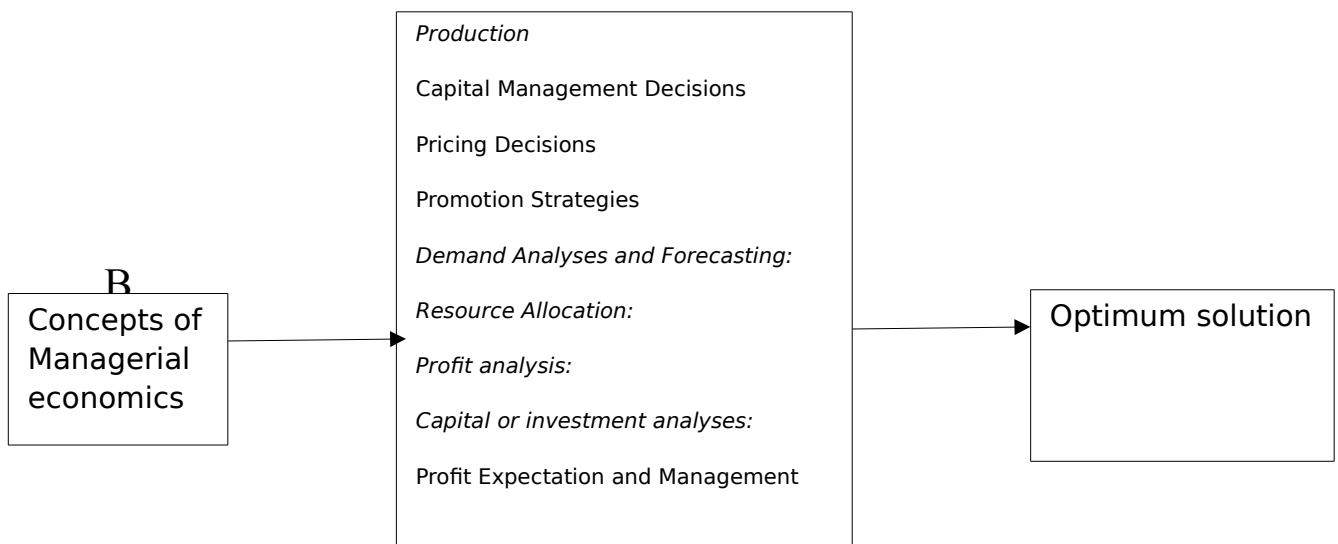 B
Concepts of
Managerial
economics
Production
Capital Management Decisions
Pricing Decisions
Promotion Strategies
Demand Analyses and Forecasting:
Resource Allocation:
Profit analysis:
Capital or investment analyses:
Profit Expectation and Management
Optimum solution